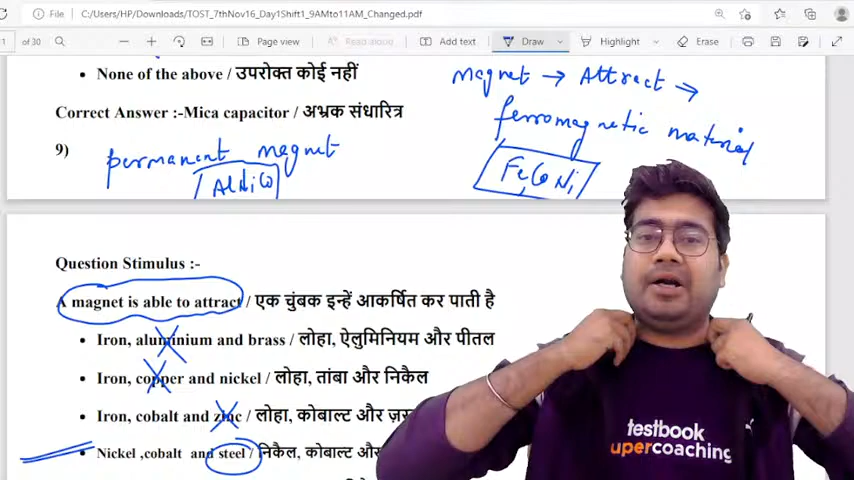 C:/Users/HP/Downloads/TOST_7thNov16_Day1Shift1_9AMto11AM_Changed.pdf
1 of 30 Read aloud Add text Draw Highlight Erase
None of the above / उपरोक्त कोई नहीं
Correct Answer :-Mica capacitor / अभ्रक संधारित्र
magnet → Attract →
ferromagnetic material
Fe Co Ni
9)
permanent magnet
AlNiCo
Question Stimulus :-
A magnet is able to attract / एक चुंबक इन्हें आकर्षित कर पाती है
Iron, aluminium and brass / लोहा, ऐलुमिनियम और पीतल
Iron, copper and nickel / लोहा, तांबा और निकैल
Iron, cobalt and zinc / लोहा, कोबाल्ट और
Nickel ,cobalt and steel / निकैल, कोबाल्ट
testbook
supercoaching